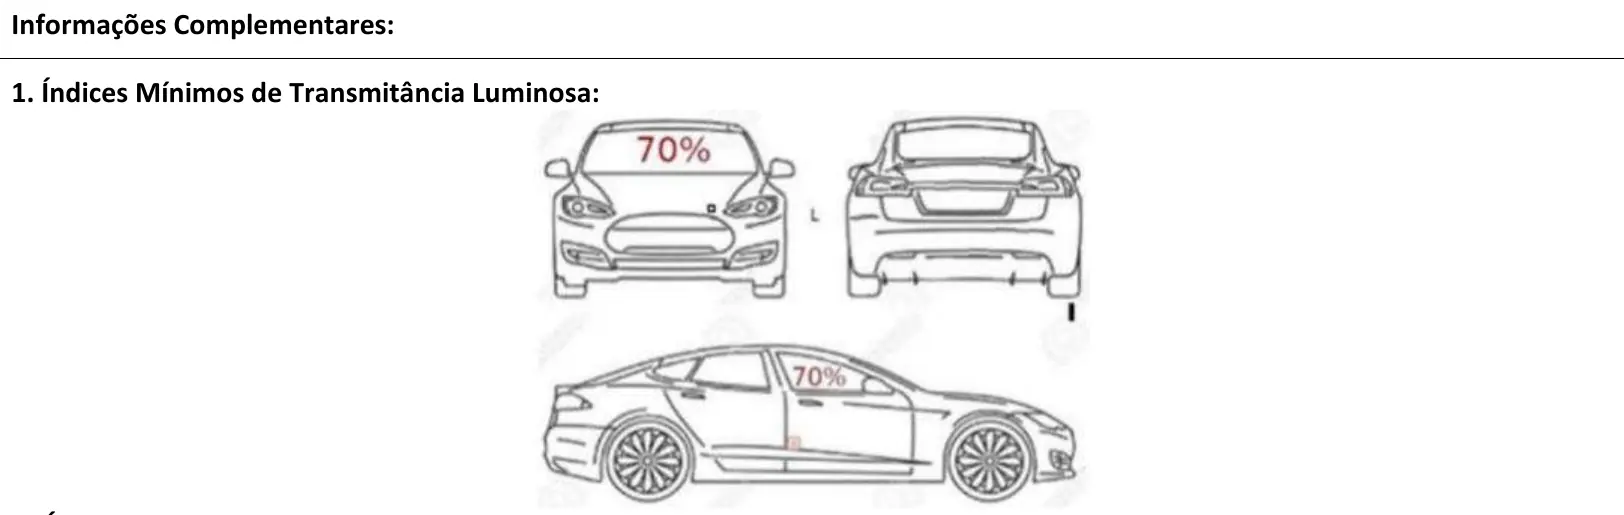 Informações Complementares:
1. Índices Mínimos de Transmitância Luminosa:
70%
L
70%